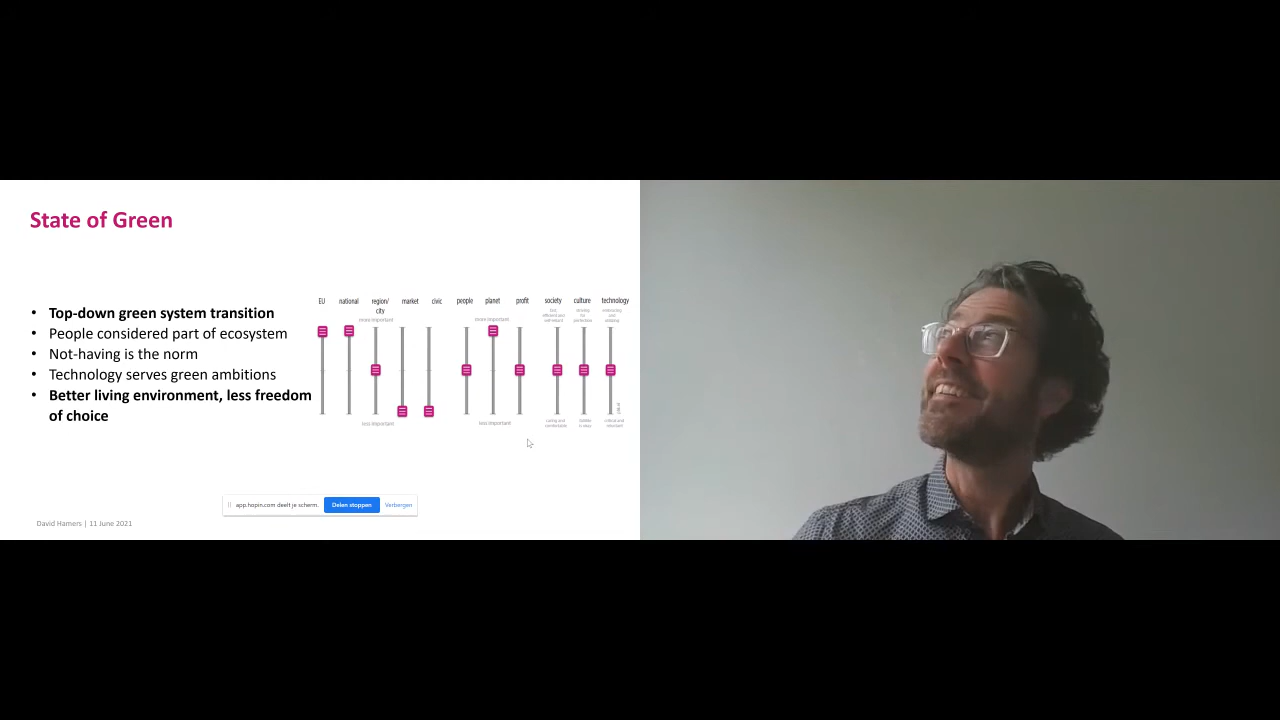 State of Green
• Top-down green system transition
• People considered part of ecosystem
• Not-having is the norm
• Technology serves green ambitions
• Better living environment, less freedom
of choice
EU national region/ market civic people planet profit society culture technology
city
more important
more important
less important
less important
caring and
comfortable
app.hopin.com deelt je scherm. Delen stoppen Verbergen
David Hamers | 11 June 2021